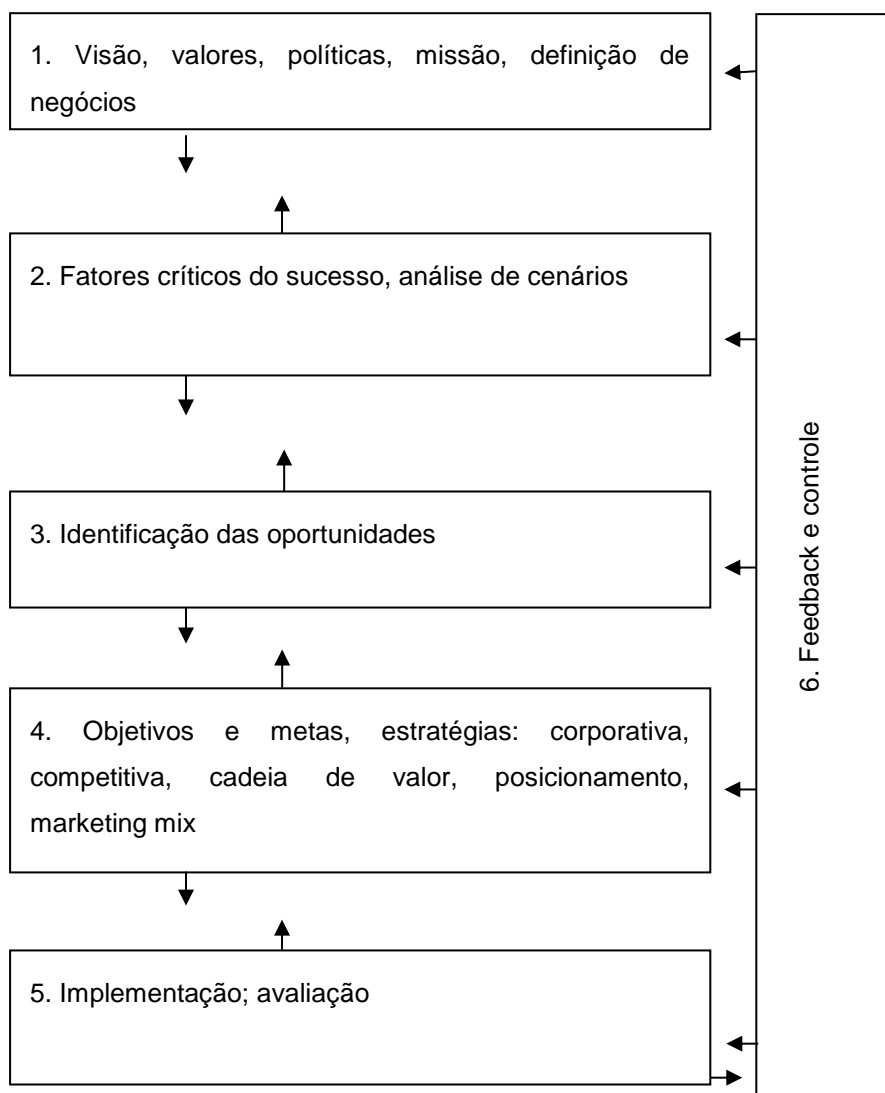 1. Visão, valores, políticas, missão, definição de
negócios
2. Fatores críticos do sucesso, análise de cenários
3. Identificação das oportunidades
4. Objetivos e metas, estratégias: corporativa,
competitiva, cadeia de valor, posicionamento,
marketing mix
5. Implementação; avaliação
6. Feedback e controle